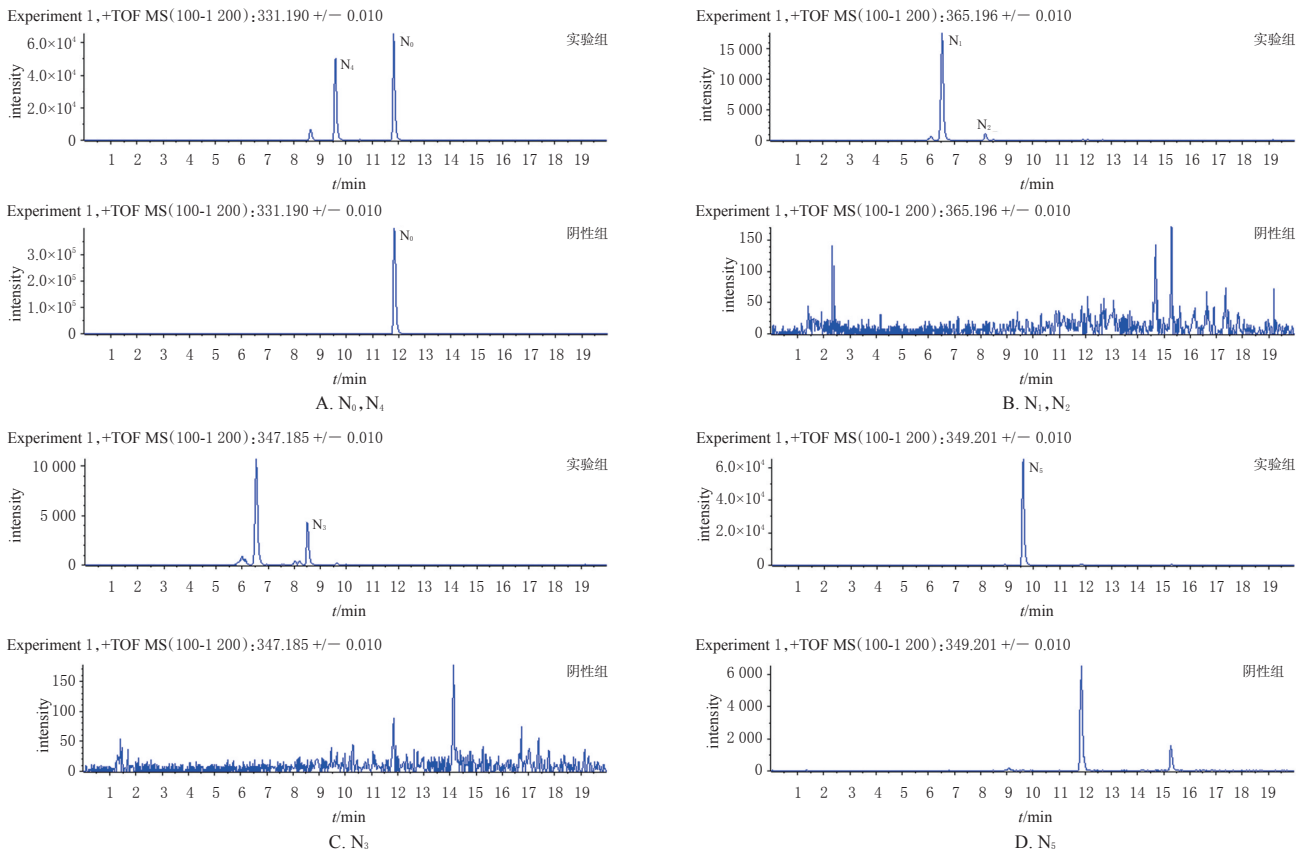 Experiment 1,+TOF MS(100-1 200):331.190 +/− 0.010
实验组
6.0×10⁴
4.0×10⁴
2.0×10⁴
0
intensity
N₄
N₀
1 2 3 4 5 6 7 8 9 10 11 12 13 14 15 16 17 18 19
t/min
Experiment 1,+TOF MS(100-1 200):331.190 +/− 0.010
阴性组
3.0×10⁵
2.0×10⁵
1.0×10⁵
0
intensity
N₀
1 2 3 4 5 6 7 8 9 10 11 12 13 14 15 16 17 18 19
t/min
A. N₀,N₄
Experiment 1,+TOF MS(100-1 200):365.196 +/− 0.010
实验组
15 000
10 000
5 000
0
intensity
N₁
N₂
1 2 3 4 5 6 7 8 9 10 11 12 13 14 15 16 17 18 19
t/min
Experiment 1,+TOF MS(100-1 200):365.196 +/− 0.010
阴性组
150
100
50
0
intensity
1 2 3 4 5 6 7 8 9 10 11 12 13 14 15 16 17 18 19
t/min
B. N₁,N₂
Experiment 1,+TOF MS(100-1 200):347.185 +/− 0.010
实验组
10 000
5 000
0
intensity
N₃
1 2 3 4 5 6 7 8 9 10 11 12 13 14 15 16 17 18 19
t/min
Experiment 1,+TOF MS(100-1 200):347.185 +/− 0.010
阴性组
150
100
50
0
intensity
1 2 3 4 5 6 7 8 9 10 11 12 13 14 15 16 17 18 19
t/min
C. N₃
Experiment 1,+TOF MS(100-1 200):349.201 +/− 0.010
实验组
6.0×10⁴
4.0×10⁴
2.0×10⁴
0
intensity
N₅
1 2 3 4 5 6 7 8 9 10 11 12 13 14 15 16 17 18 19
t/min
Experiment 1,+TOF MS(100-1 200):349.201 +/− 0.010
阴性组
6 000
4 000
2 000
0
intensity
1 2 3 4 5 6 7 8 9 10 11 12 13 14 15 16 17 18 19
t/min
D. N₅